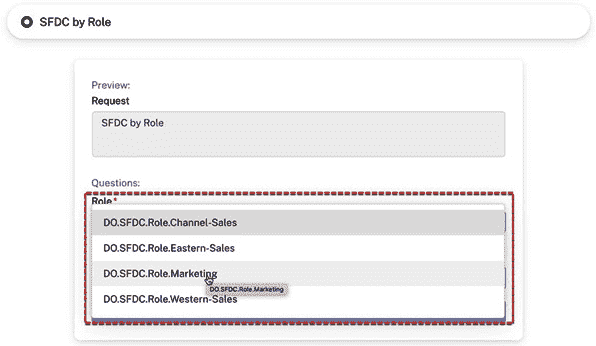 SFDC by Role
Preview:
Request
SFDC by Role
Questions:
Role*
DO.SFDC.Role.Channel-Sales
DO.SFDC.Role.Eastern-Sales
DO.SFDC.Role.Marketing
DO.SFDC.Role.Marketing
DO.SFDC.Role.Western-Sales